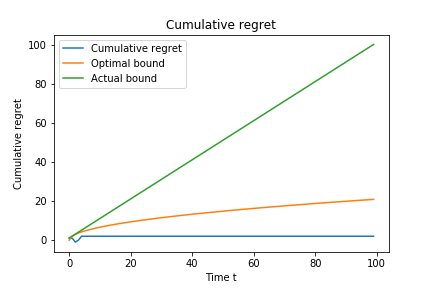 Cumulative regret
Cumulative regret
Optimal bound
Actual bound
100
80
60
40
20
0
Cumulative regret
0 20 40 60 80 100
Time t